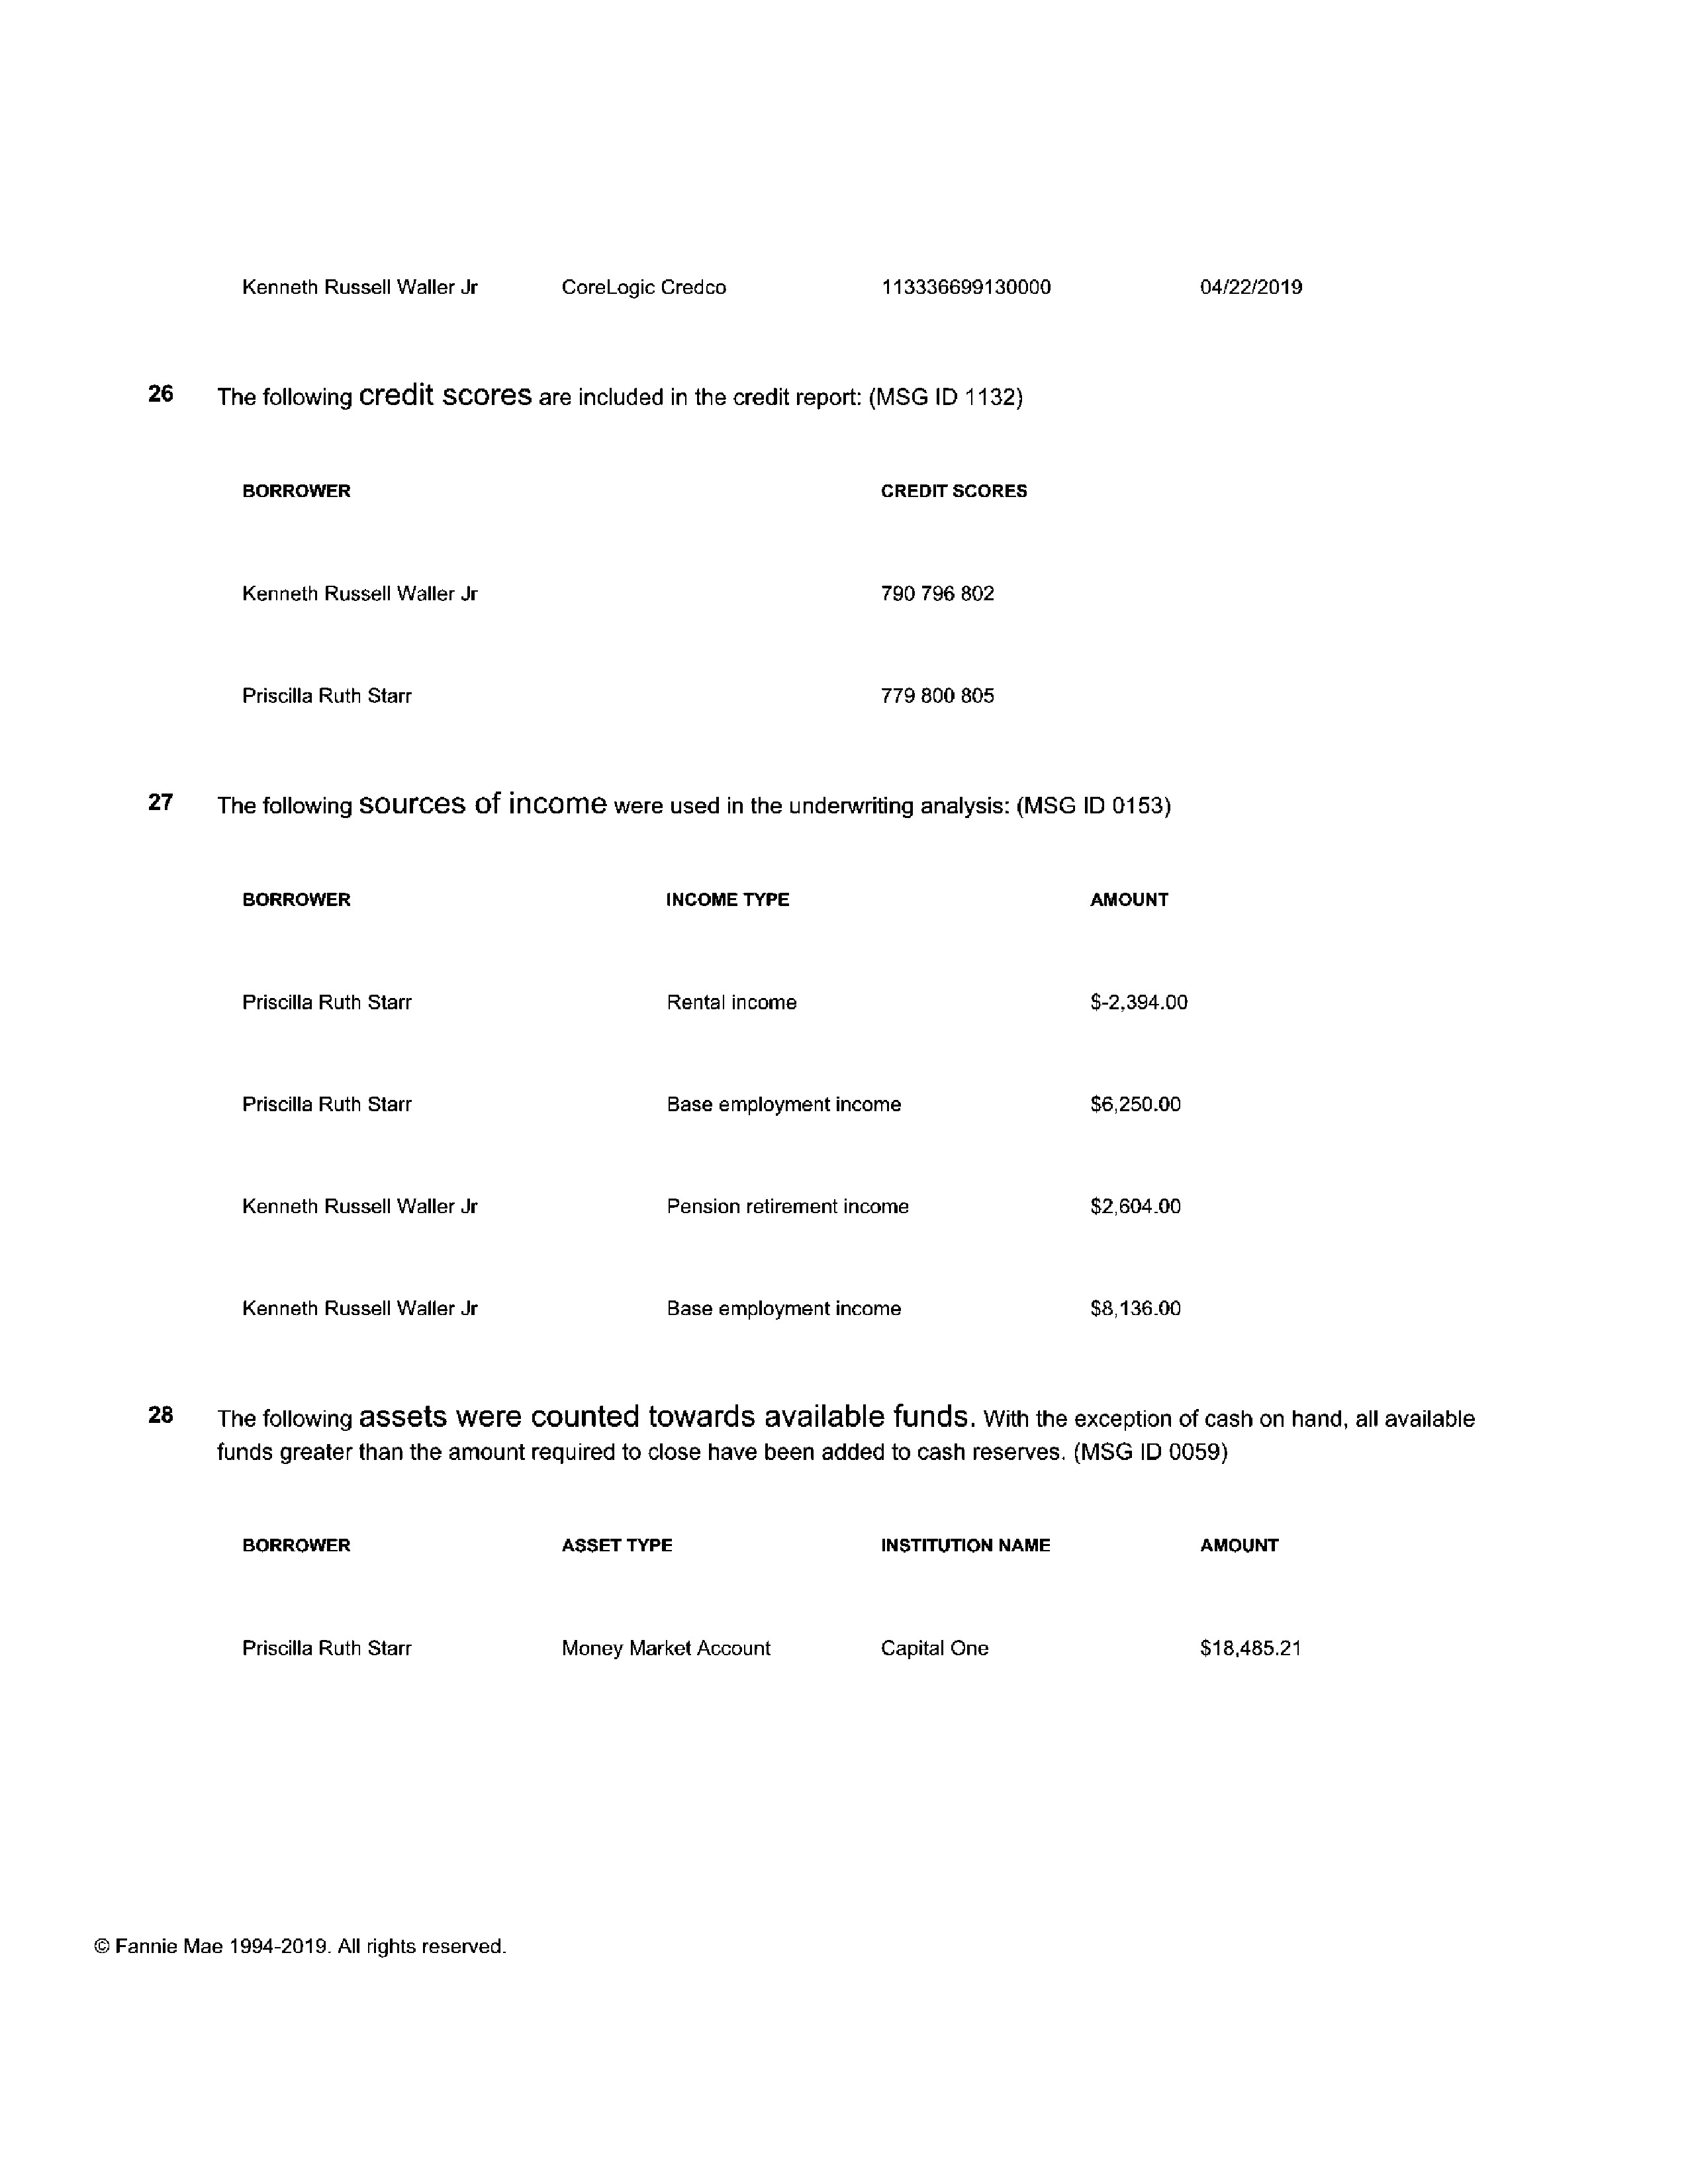 Kenneth Russell Waller Jr CoreLogic Credco 113336699130000 04/22/2019
26 The following credit scores are included in the credit report: (MSG ID 1132)
BORROWER CREDIT SCORES
Kenneth Russell Waller Jr 790 796 802
Priscilla Ruth Starr 779 800 805
27 The following sources of income were used in the underwriting analysis: (MSG ID 0153)
BORROWER INCOME TYPE AMOUNT
Priscilla Ruth Starr Rental income $-2,394.00
Priscilla Ruth Starr Base employment income $6,250.00
Kenneth Russell Waller Jr Pension retirement income $2,604.00
Kenneth Russell Waller Jr Base employment income $8,136.00
28 The following assets were counted towards available funds. With the exception of cash on hand, all available
funds greater than the amount required to close have been added to cash reserves. (MSG ID 0059)
BORROWER ASSET TYPE INSTITUTION NAME AMOUNT
Priscilla Ruth Starr Money Market Account Capital One $18,485.21
© Fannie Mae 1994-2019. All rights reserved.